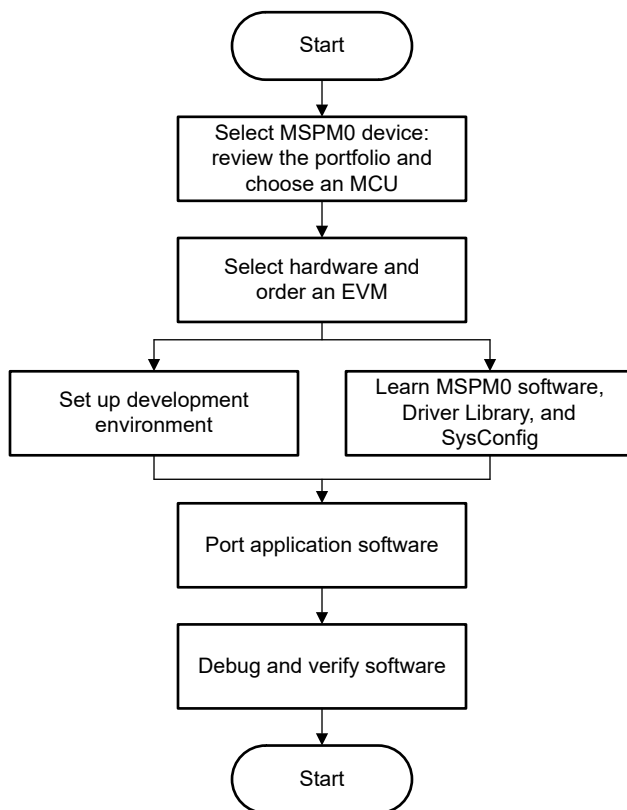 Start
Select MSPM0 device:
review the portfolio and
choose an MCU
Select hardware and
order an EVM
Set up development
environment
Learn MSPM0 software,
Driver Library, and
SysConfig
Port application software
Debug and verify software
Start